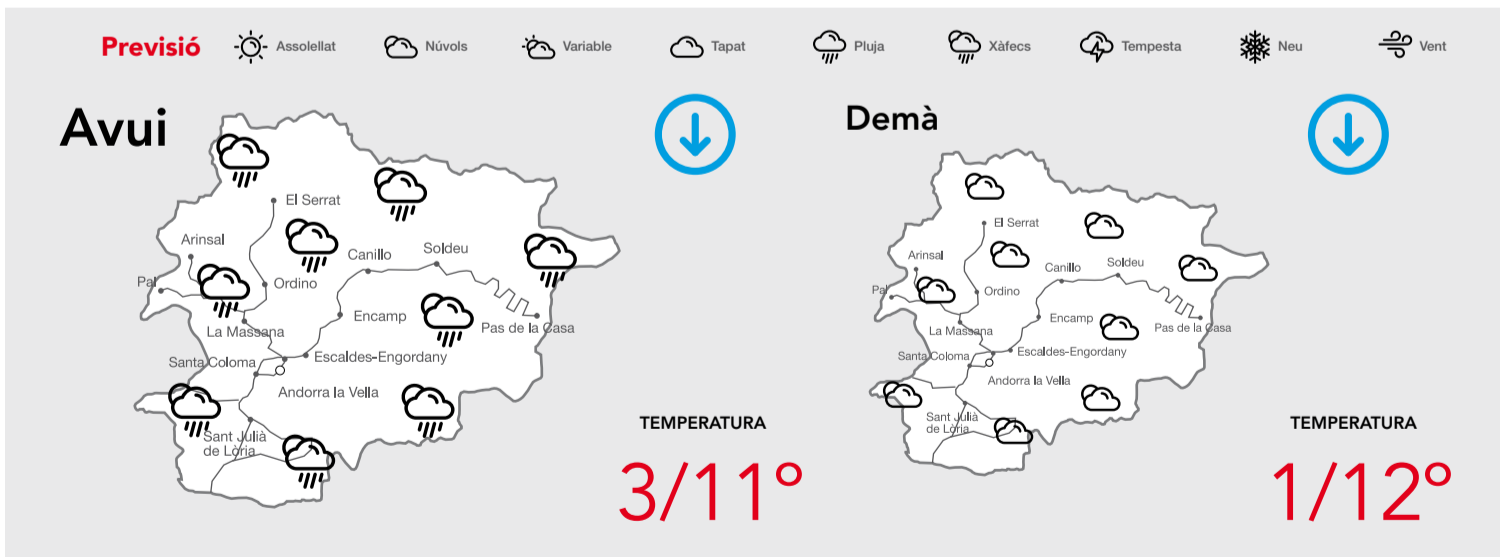 Previsió
Assolellat
Núvols
Variable
Tapat
Pluja
Xàfecs
Tempesta
Neu
Vent
Avui
El Serrat
Arinsal
Soldeu
Canillo
Pal
Ordino
Encamp
La Massana
Pas de la Casa
Escaldes-Engordany
Santa Coloma
Andorra la Vella
Sant Julià
de Lòria
TEMPERATURA
3/11°
Demà
El Serrat
Arinsal
Soldeu
Canillo
Pal
Ordino
Encamp
La Massana
Pas de la Casa
Escaldes-Engordany
Santa Coloma
Andorra la Vella
Sant Julià
de Lòria
TEMPERATURA
1/12°